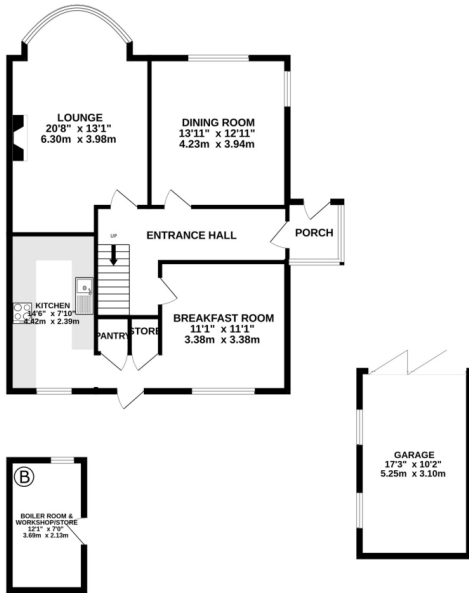 LOUNGE
20'8" x 13'1"
6.30m x 3.98m
DINING ROOM
13'11" x 12'11"
4.23m x 3.94m
UP
ENTRANCE HALL
PORCH
KITCHEN
14'6" x 7'10"
4.42m x 2.39m
PANTRY
STORE
BREAKFAST ROOM
11'1" x 11'1"
3.38m x 3.38m
GARAGE
17'3" x 10'2"
5.25m x 3.10m
B
BOILER ROOM &
WORKSHOP/STORE
12'1" x 7'0"
3.69m x 2.13m